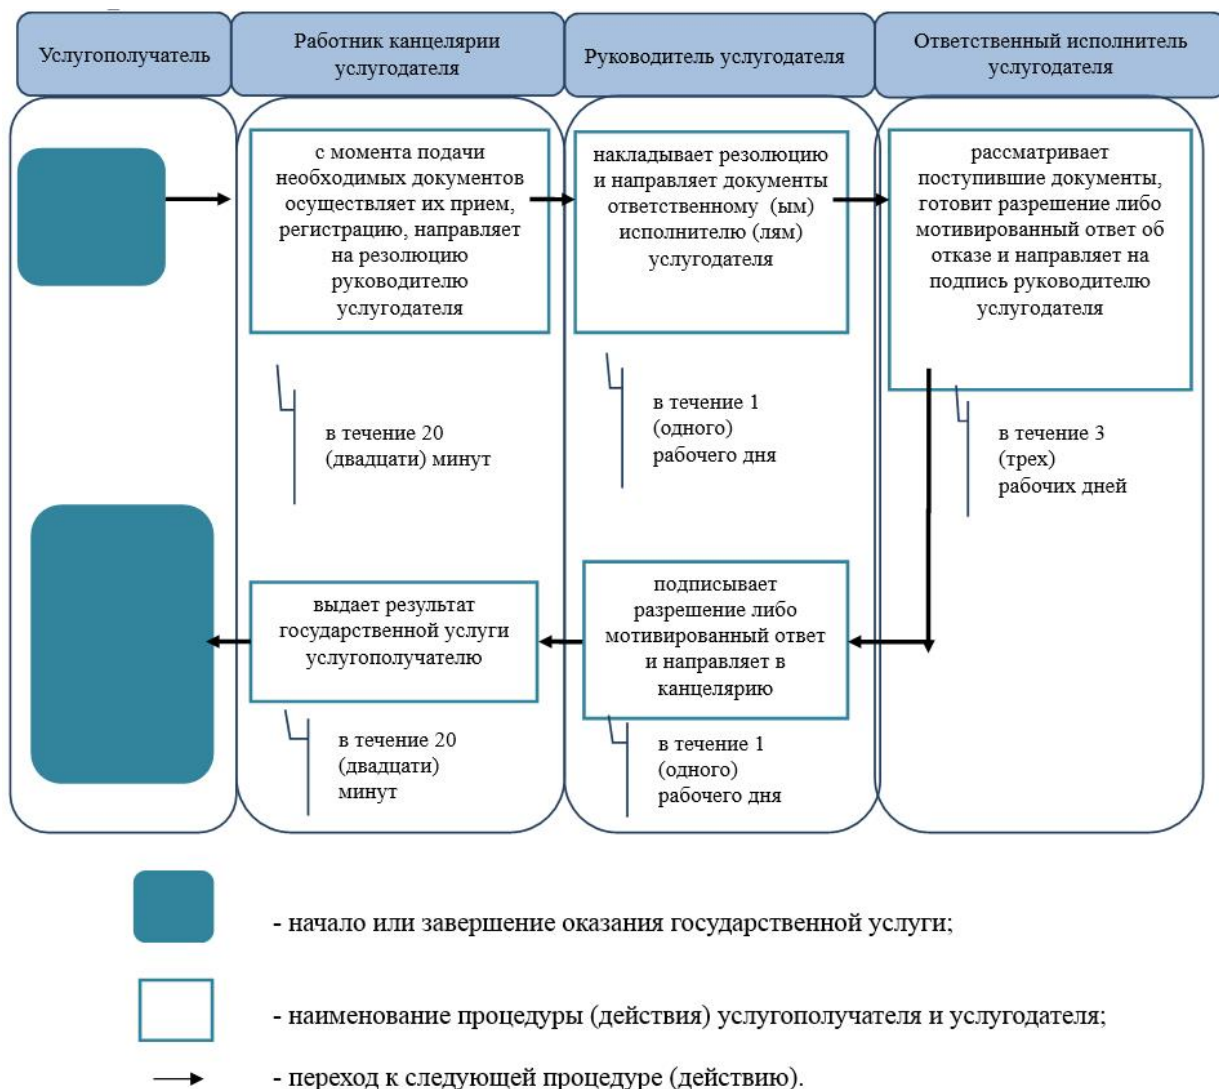 Услугополучатель
Работник канцелярии
услугодателя
Руководитель услугодателя
Ответственный исполнитель
услугодателя
с момента подачи
необходимых документов
осуществляет их прием,
регистрацию, направляет
на резолюцию
руководителю
услугодателя
накладывает резолюцию
и направляет документы
ответственному (ым)
исполнителю (лям)
услугодателя
рассматривает
поступившие документы,
готовит разрешение либо
мотивированный ответ об
отказе и направляет на
подпись руководителю
услугодателя
в течение 20
(двадцати) минут
в течение 1
(одного)
рабочего дня
в течение 3
(трех)
рабочих дней
выдает результат
государственной услуги
услугополучателю
подписывает
разрешение либо
мотивированный ответ
и направляет в
канцелярию
в течение 20
(двадцати)
минут
в течение 1
(одного)
рабочего дня
- начало или завершение оказания государственной услуги;
- наименование процедуры (действия) услугополучателя и услугодателя;
- переход к следующей процедуре (действию).